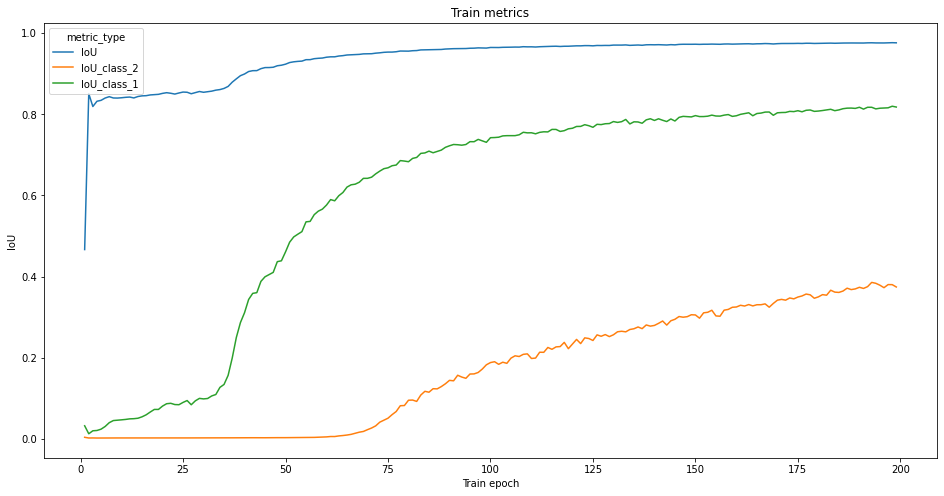 Train metrics
metric_type
IoU
IoU_class_2
IoU_class_1
1.0
0.8
0.6
0.4
0.2
0.0
IoU
0 25 50 75 100 125 150 175 200
Train epoch